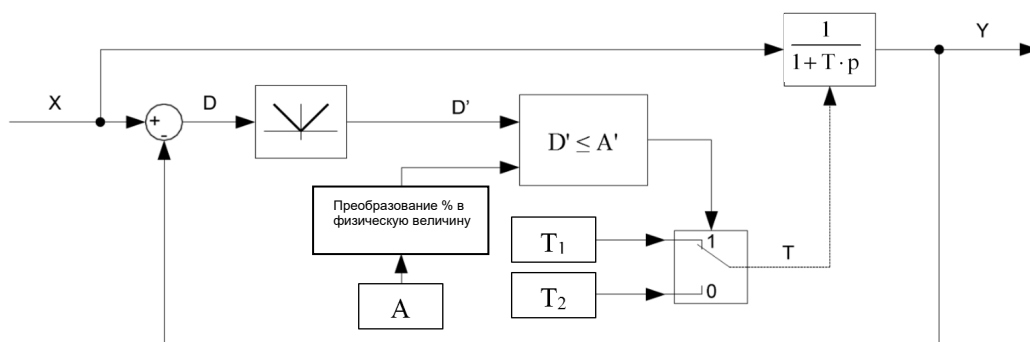 1
1+T·p
Y
X
+
-
D
D'
D' ≤ A'
Преобразование % в
физическую величину
T1
1
T
T2
0
A